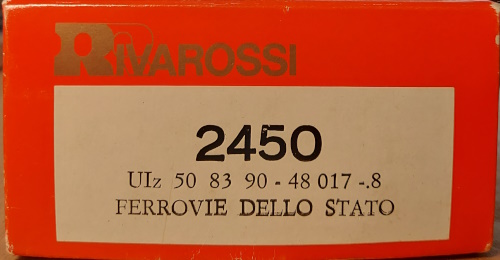 RIVAROSSI
2450
UIz 50 83 90 - 48 017 -.8
FERROVIE DELLO STATO